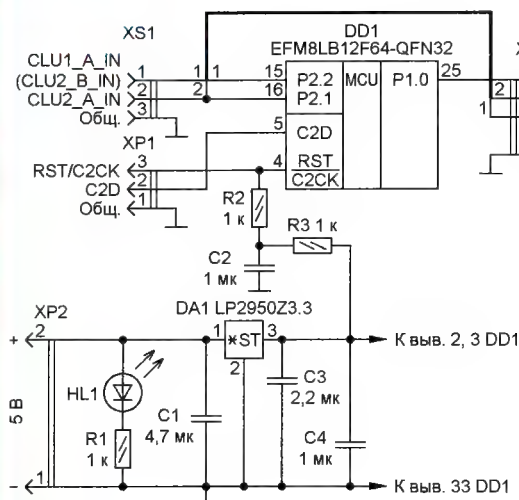 XS1
DD1
EFM8LB12F64-QFN32
CLU1_A_IN
(CLU2_B_IN)
CLU2_A_IN
Общ.
1
2
3
1
1
2
15
16
P2.2
P2.1
MCU
P1.0
25
2
1
XP1
5
C2D
RST/C2CK
C2D
Общ.
3
2
1
4
RST
C2CK
R2
1 к
R3 1 к
C2
1 мк
DA1 LP2950Z3.3
XP2
+
2
1
*ST
3
2
К выв. 2, 3 DD1
5 В
HL1
R1
1 к
C1
4,7 мк
C3
2,2 мк
C4
1 мк
–
1
К выв. 33 DD1